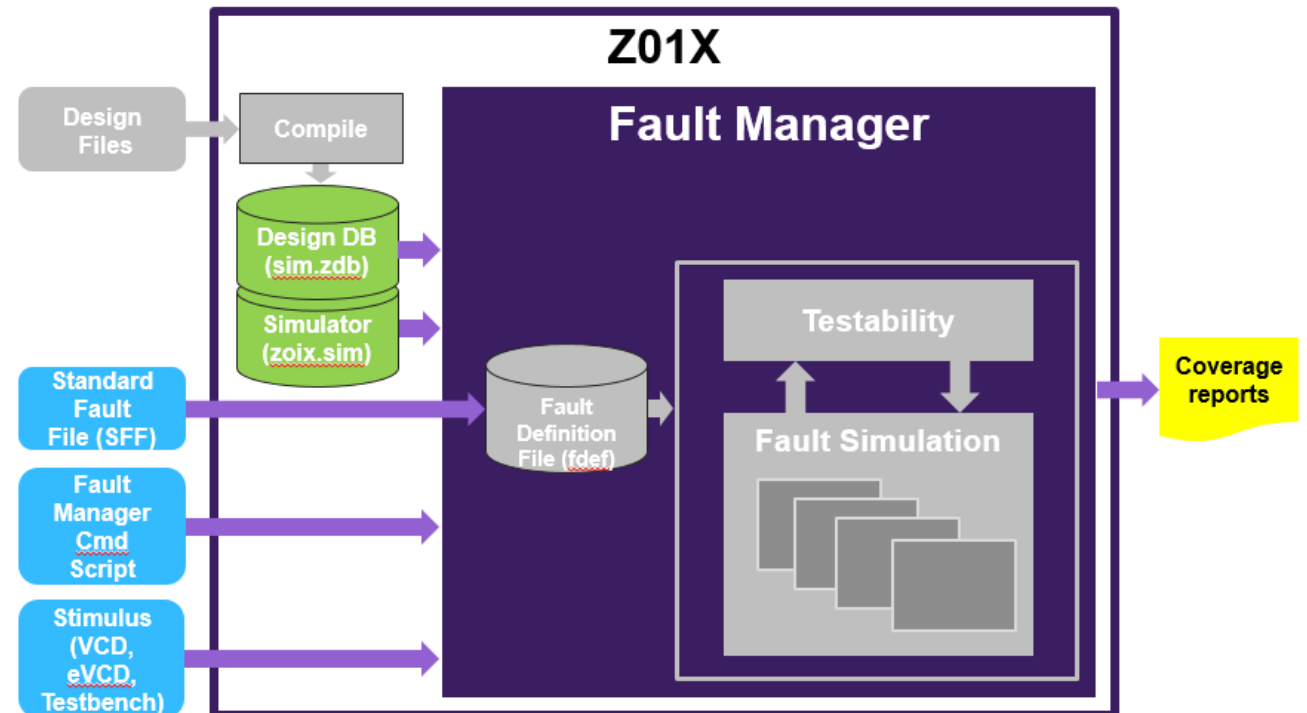 Z01X
Fault Manager
Design
Files
Compile
Design DB
(sim.zdb)
Simulator
(zoix.sim)
Standard
Fault
File (SFF)
Fault
Manager
Cmd
Script
Stimulus
(VCD,
eVCD,
Testbench)
Fault
Definition
File (fdef)
Testability
Fault Simulation
Coverage
reports